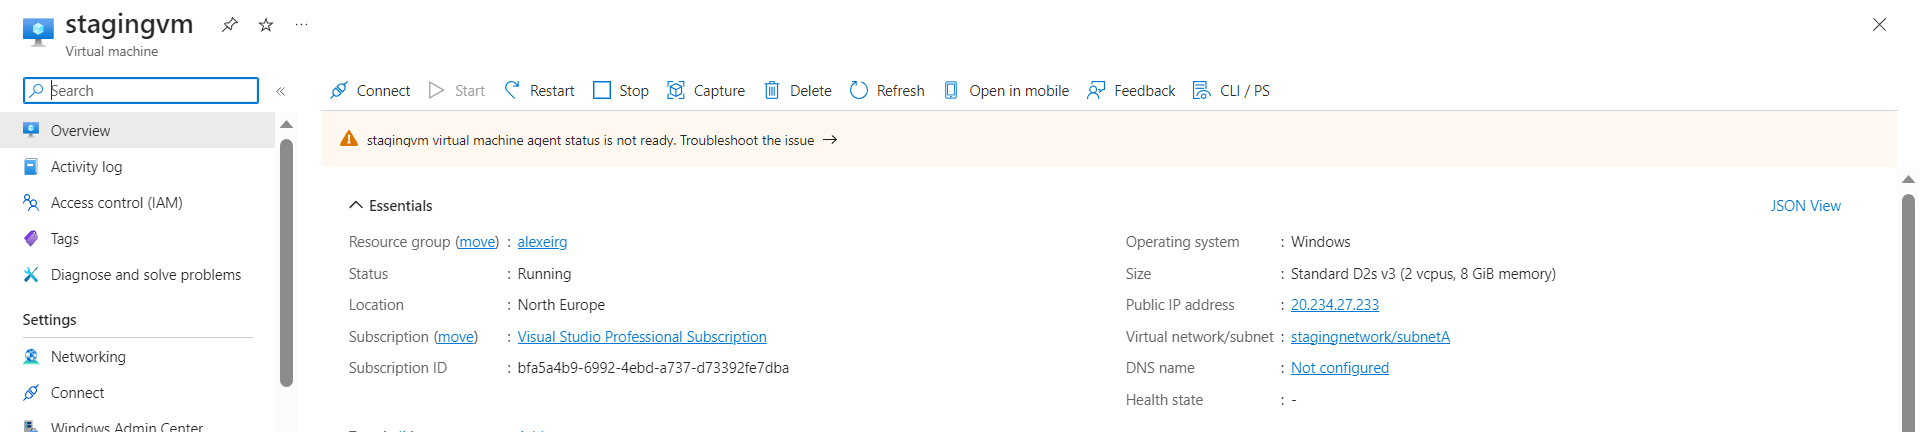 stagingvm
Virtual machine
Search
Connect Start Restart Stop Capture Delete Refresh Open in mobile Feedback CLI / PS
Overview
Activity log
Access control (IAM)
Tags
Diagnose and solve problems
Settings
Networking
Connect
Windows Admin Center
stagingvm virtual machine agent status is not ready. Troubleshoot the issue →
Essentials
JSON View
Resource group (move) : alexeirg
Status : Running
Location : North Europe
Subscription (move) : Visual Studio Professional Subscription
Subscription ID : bfa5a4b9-6992-4ebd-a737-d73392fe7dba
Operating system : Windows
Size : Standard D2s v3 (2 vcpus, 8 GiB memory)
Public IP address : 20.234.27.233
Virtual network/subnet : stagingnetwork/subnetA
DNS name : Not configured
Health state : -